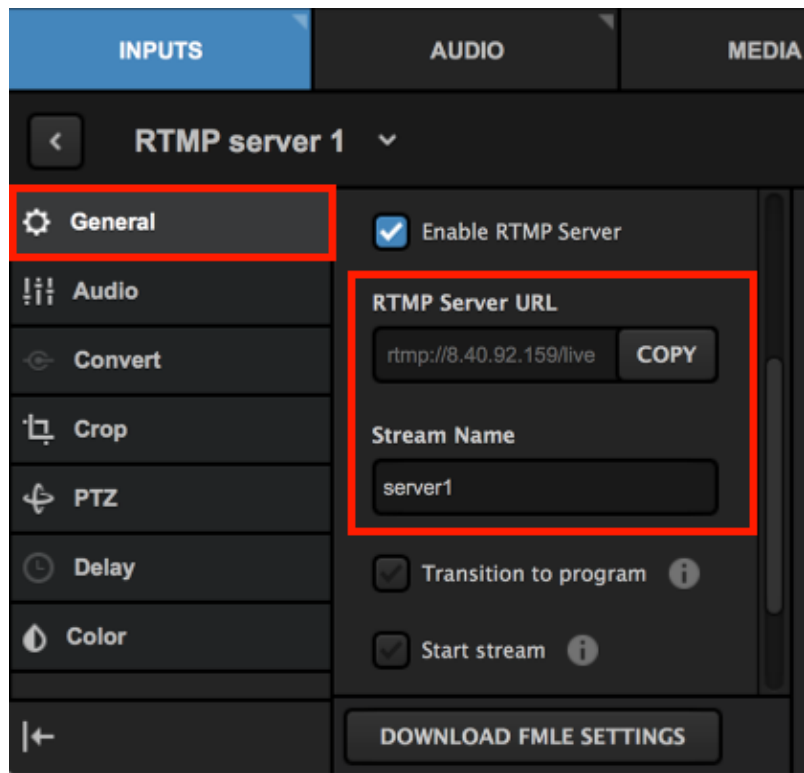 INPUTS
AUDIO
MEDIA
RTMP server 1
General
Audio
Convert
Crop
PTZ
Delay
Color
Enable RTMP Server
RTMP Server URL
rtmp://8.40.92.159/live
COPY
Stream Name
server1
Transition to program
Start stream
DOWNLOAD FMLE SETTINGS